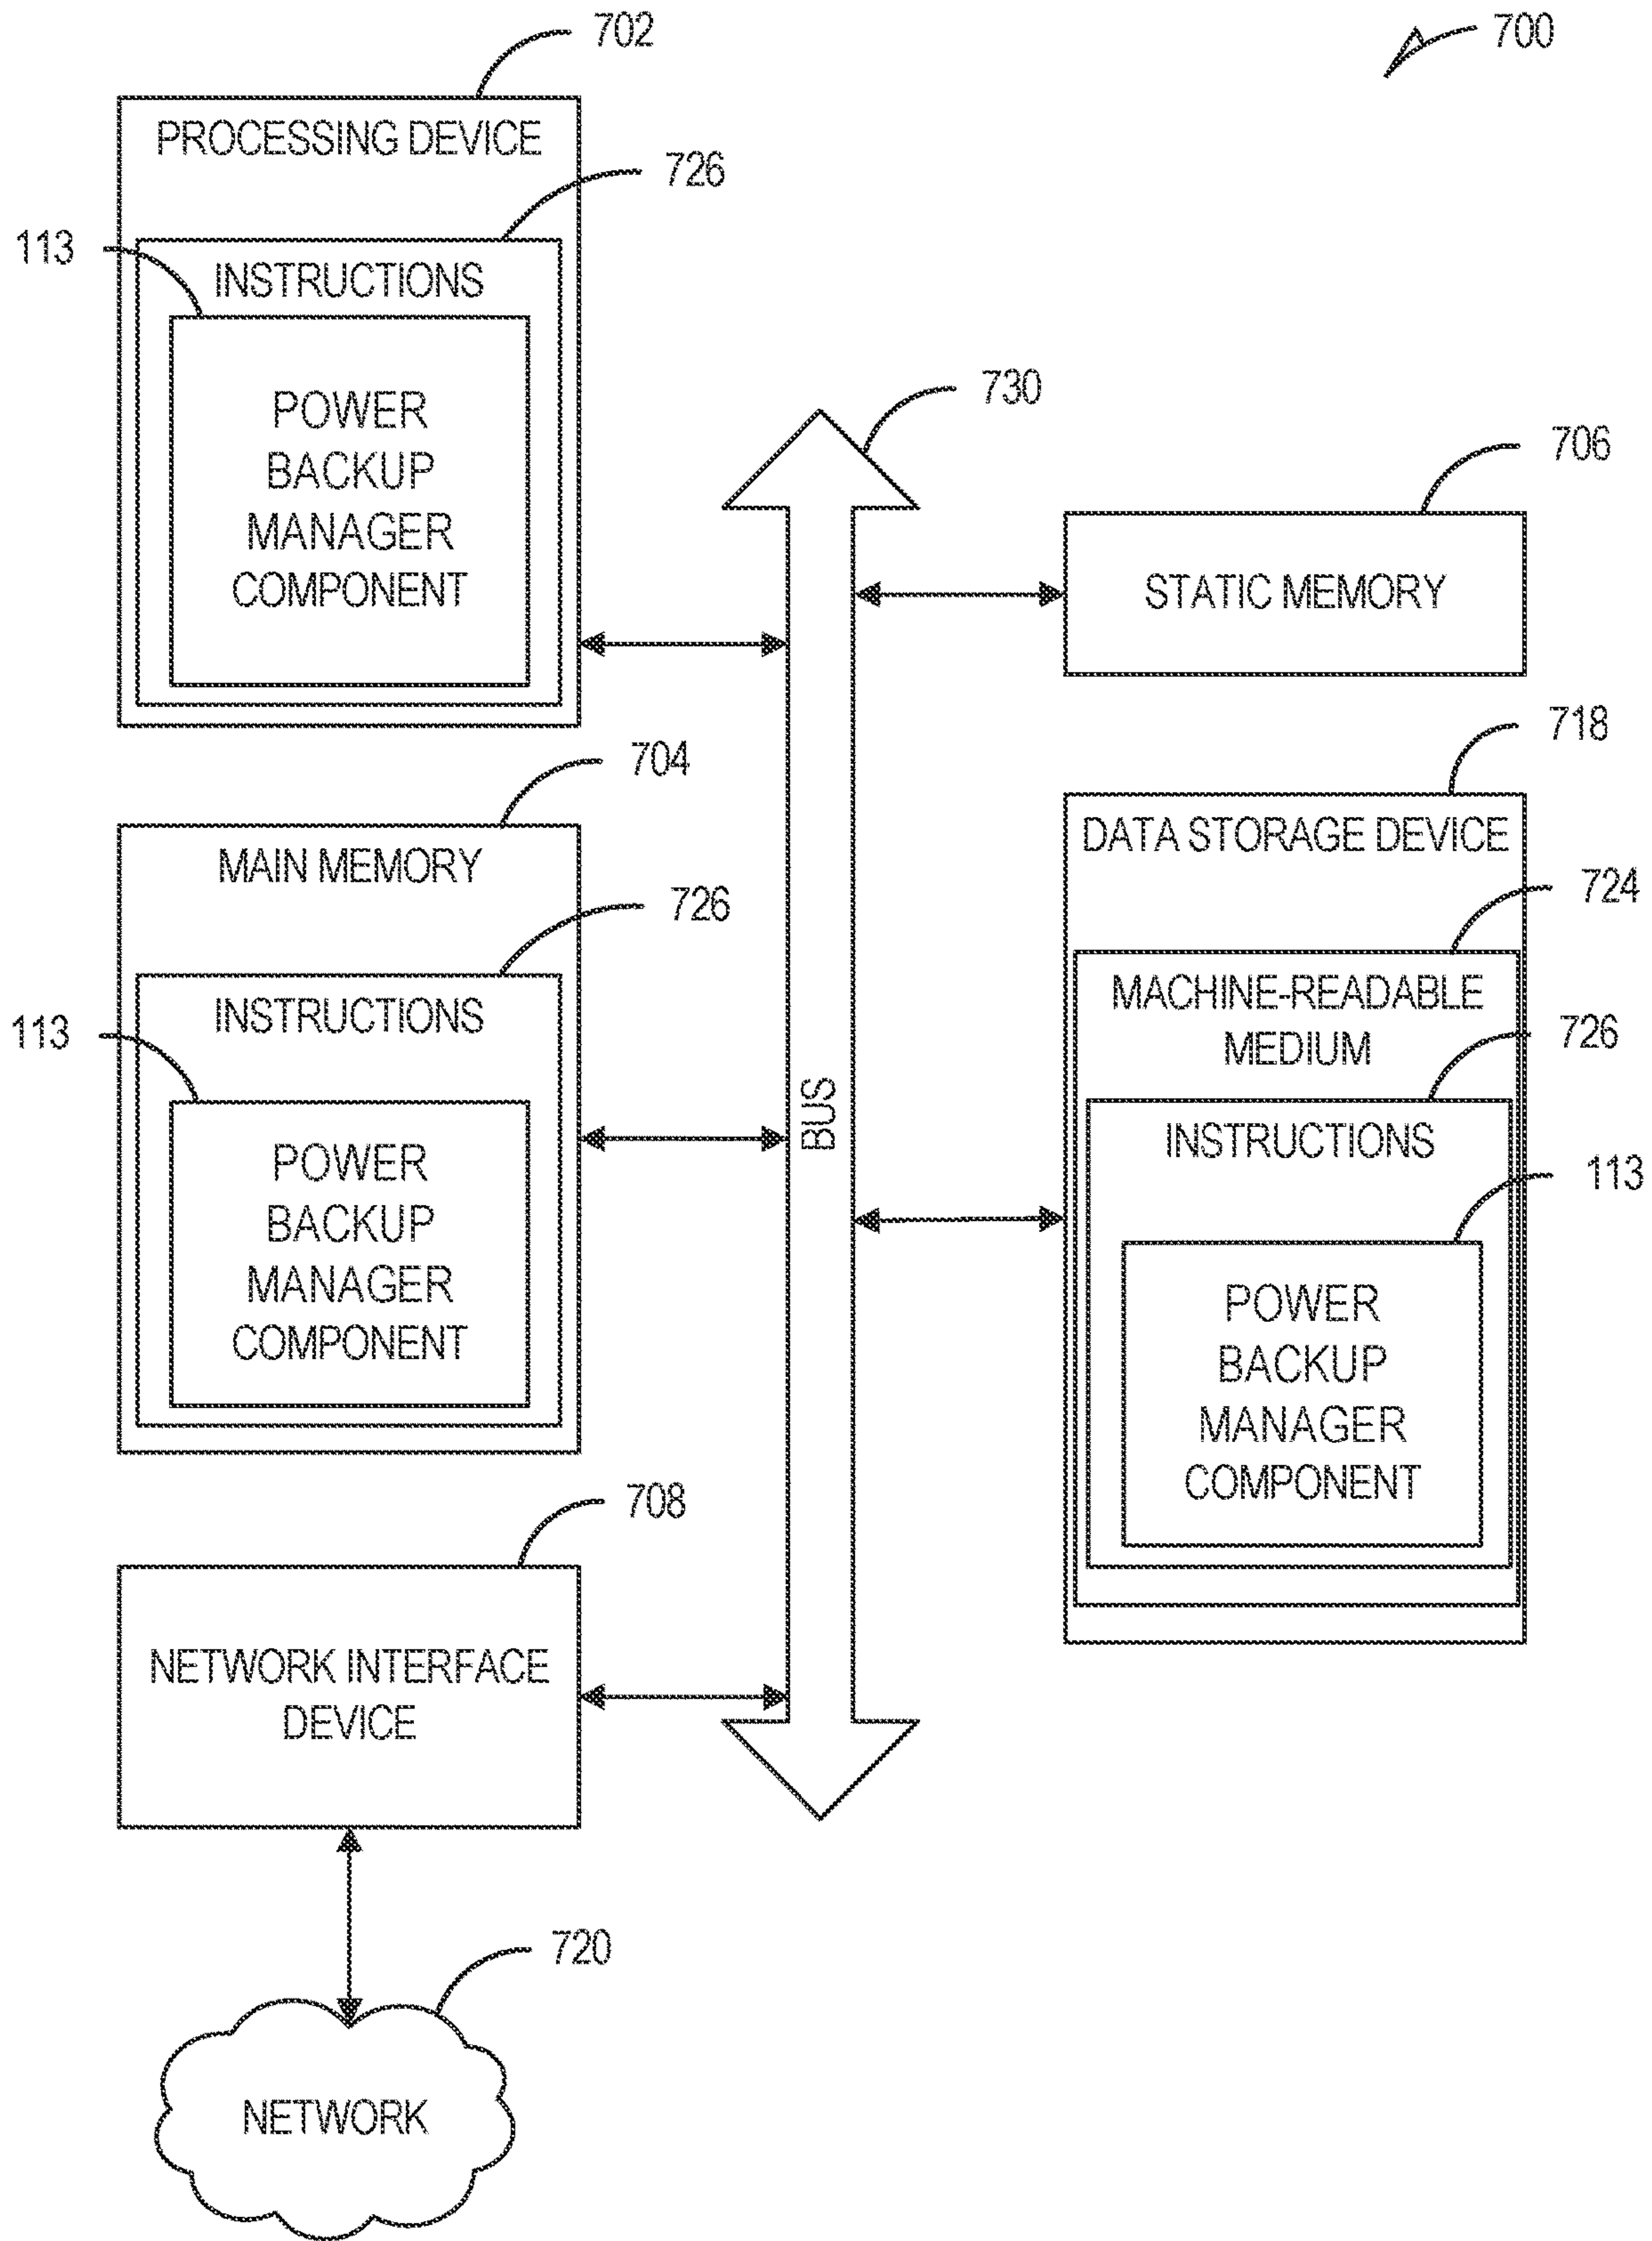 700
702
PROCESSING DEVICE
726
113
INSTRUCTIONS
POWER
BACKUP
MANAGER
COMPONENT
730
706
STATIC MEMORY
704
MAIN MEMORY
726
113
INSTRUCTIONS
POWER
BACKUP
MANAGER
COMPONENT
BUS
718
DATA STORAGE DEVICE
724
MACHINE-READABLE
MEDIUM
726
INSTRUCTIONS
113
POWER
BACKUP
MANAGER
COMPONENT
708
NETWORK INTERFACE
DEVICE
720
NETWORK